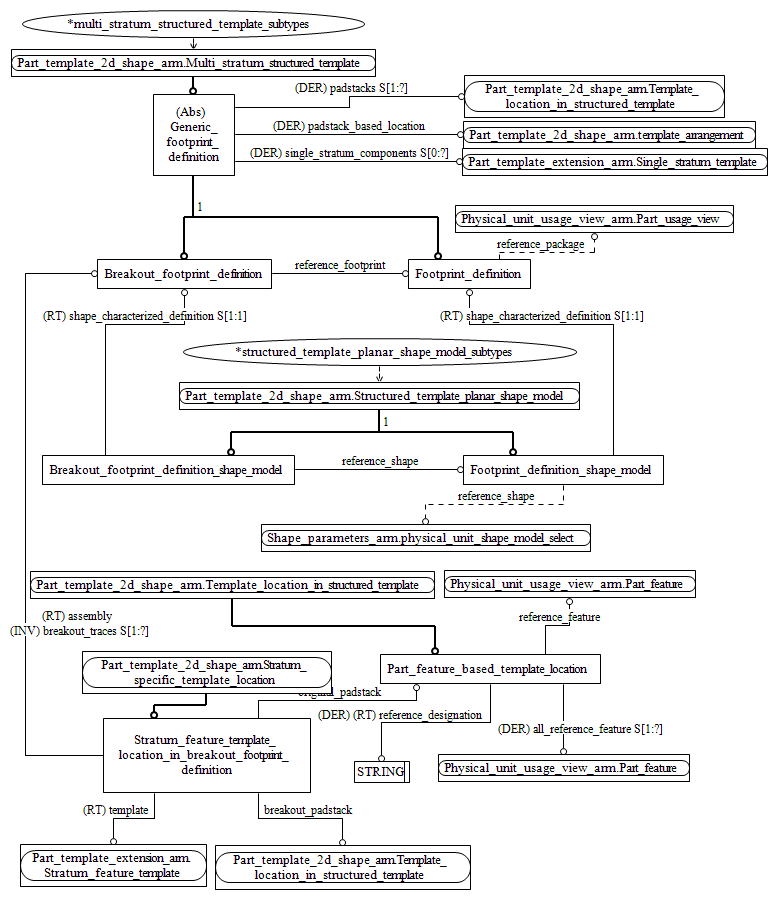 *multi_stratum_structured_template_subtypes
Part_template_2d_shape_arm.Multi_stratum_structured_template
(DER) padstacks S[1:?]
Part_template_2d_shape_arm.Template_
location_in_structured_template
(Abs)
Generic_
footprint_
definition
(DER) padstack_based_location
Part_template_2d_shape_arm.template_arrangement
(DER) single_stratum_components S[0:?]
Part_template_extension_arm.Single_stratum_template
1
Physical_unit_usage_view_arm.Part_usage_view
reference_package
Breakout_footprint_definition
reference_footprint
Footprint_definition
(RT) shape_characterized_definition S[1:1]
(RT) shape_characterized_definition S[1:1]
*structured_template_planar_shape_model_subtypes
Part_template_2d_shape_arm.Structured_template_planar_shape_model
1
Breakout_footprint_definition_shape_model
reference_shape
Footprint_definition_shape_model
reference_shape
Shape_parameters_arm.physical_unit_shape_model_select
Part_template_2d_shape_arm.Template_location_in_structured_template
Physical_unit_usage_view_arm.Part_feature
(RT) assembly
(INV) breakout_traces S[1:?]
reference_feature
Part_template_2d_shape_arm.Stratum_
specific_template_location
Part_feature_based_template_location
original_padstack
(DER) (RT) reference_designation
(DER) all_reference_feature S[1:?]
Stratum_feature_template_
location_in_breakout_footprint_
definition
STRING
Physical_unit_usage_view_arm.Part_feature
(RT) template
breakout_padstack
Part_template_extension_arm.
Stratum_feature_template
Part_template_2d_shape_arm.Template_
location_in_structured_template